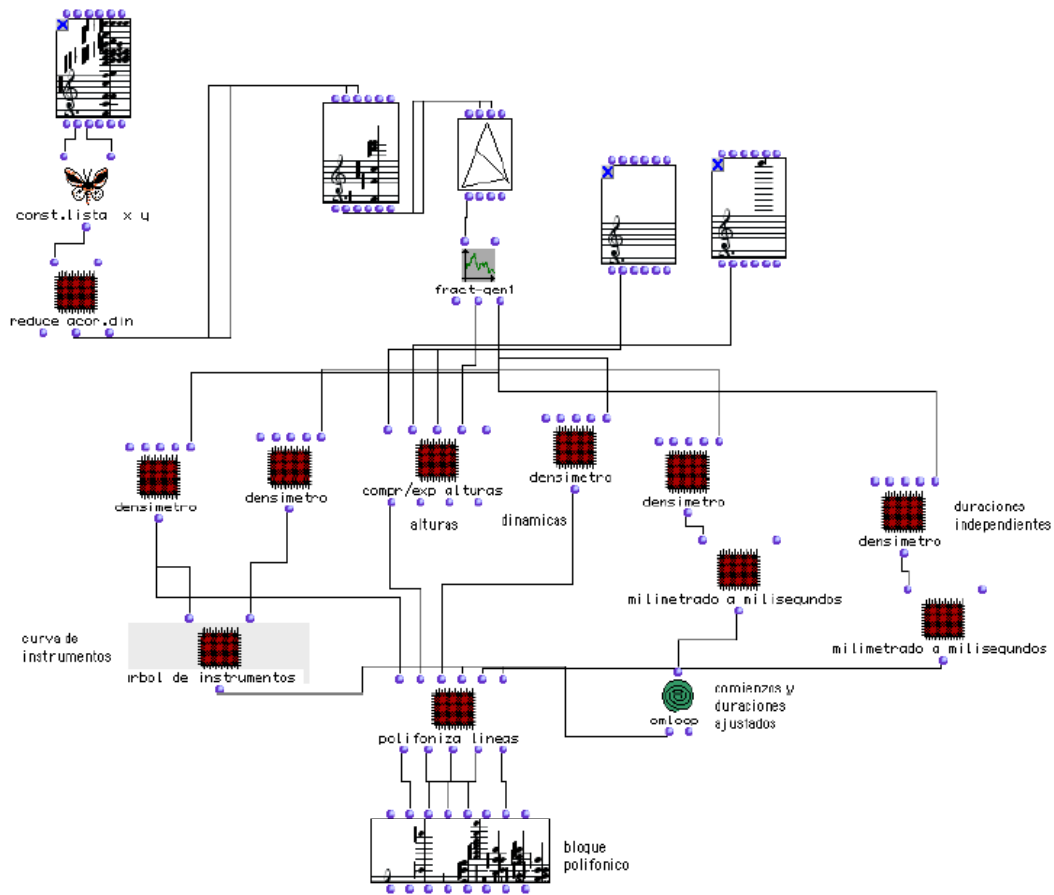 const.lista x y
reduce acor.din
fract-gen1
densimetro
densimetro
compr/exp alturas
densimetro
densimetro
densimetro
alturas
dinamicas
duraciones
independientes
milimetrado a milisegundos
milimetrado a milisegundos
curva de
instrumentos
urbol de instrumentos
omloop
comienzos y
duraciones
ajustados
polifoniza lineas
bloque
polifonico